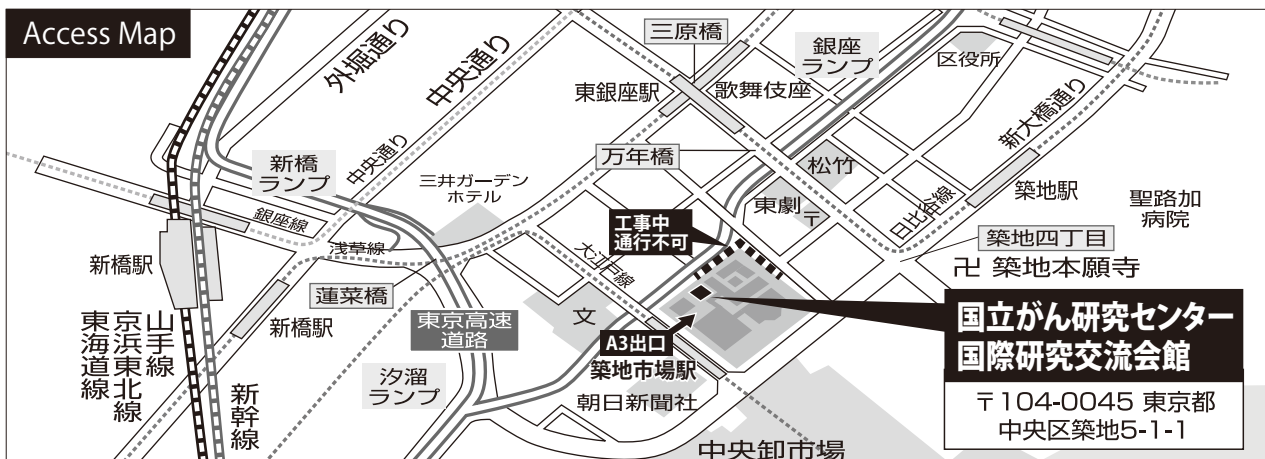 Access Map
外堀通り
中央通り
三原橋
銀座
ランプ
区役所
東銀座駅
歌舞伎座
新大橋通り
新橋
ランプ
中央通り
三井ガーデン
ホテル
万年橋
松竹
築地駅
聖路加
病院
銀座線
浅草線
工事中
通行不可
東劇
〒
日比谷線
築地四丁目
新橋駅
蓮菜橋
大江戸線
卍 築地本願寺
新橋駅
東京高速
道路
文
A3出口
築地市場駅
国立がん研究センター
国際研究交流会館
山手線
京浜東北線
東海道線
新幹線
汐溜
ランプ
朝日新聞社
〒104-0045 東京都
中央区築地5-1-1
中央卸市場